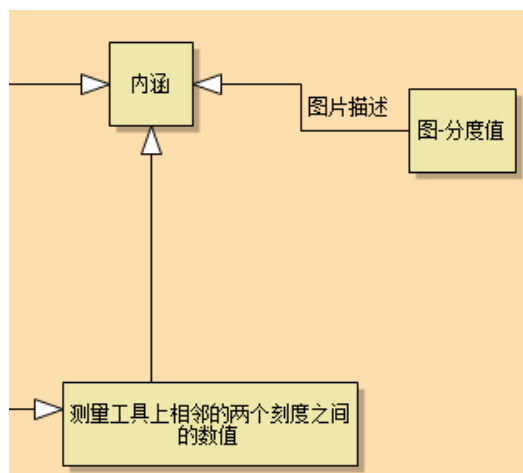 内涵
图片描述
图-分度值
测量工具上相邻的两个刻度之间
的数值